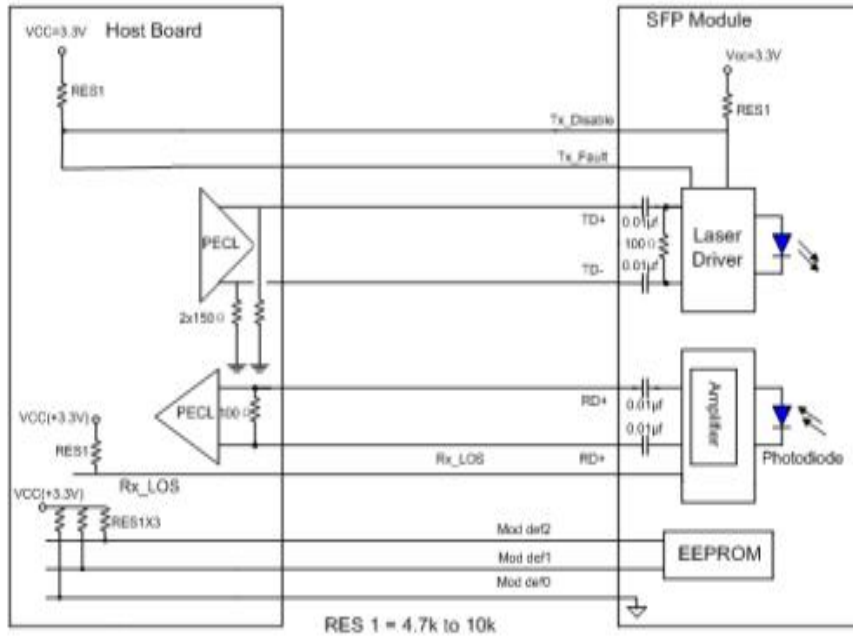 Host Board
SFP Module
VCC=3.3V
RES1
Vcc=3.3V
RES1
Tx_Disable
Tx_Fault
PECL
2x150Ω
TD+
TD-
0.01µf
100Ω
0.01µf
Laser
Driver
PECL
100Ω
RD+
RD+
0.01µf
0.01µf
Amplifier
Photodiode
VCC(+3.3V)
RES1
Rx_LOS
Rx_LOS
VCC(+3.3V)
RES1X3
Mod def2
Mod def1
Mod def0
EEPROM
RES 1 = 4.7k to 10k